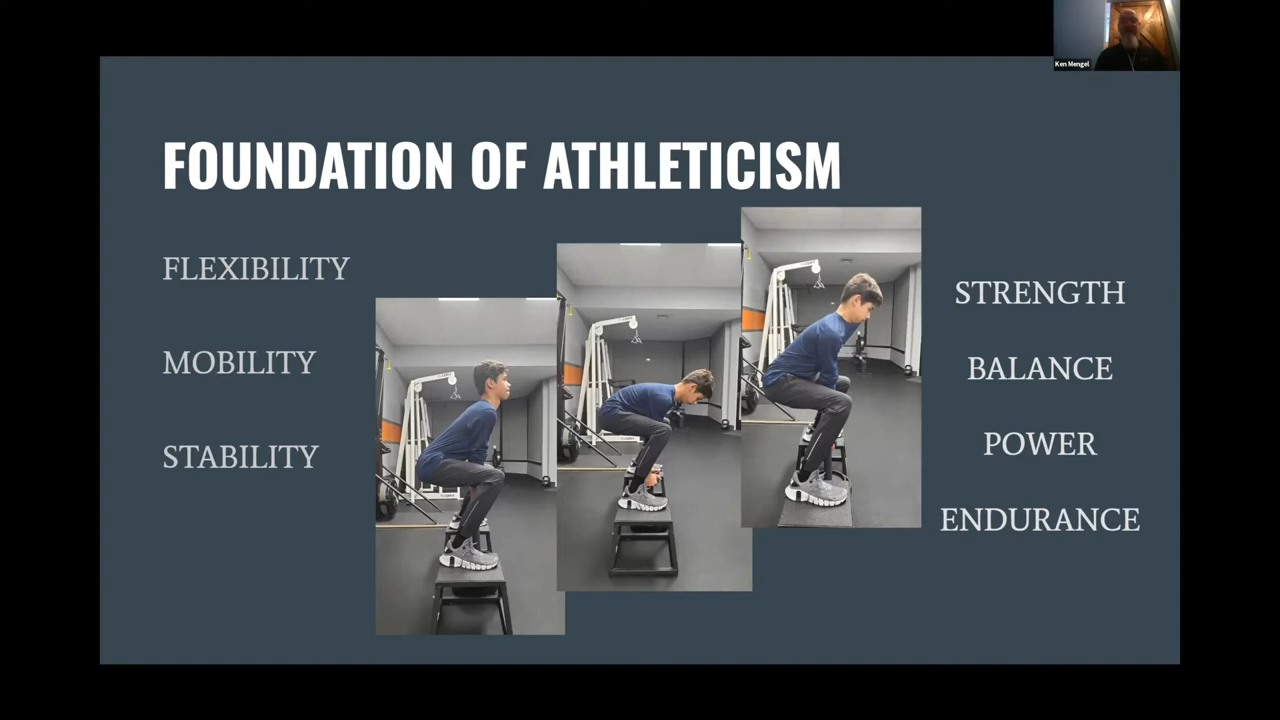 Ken Mengel
FOUNDATION OF ATHLETICISM
FLEXIBILITY
MOBILITY
STABILITY
STRENGTH
BALANCE
POWER
ENDURANCE